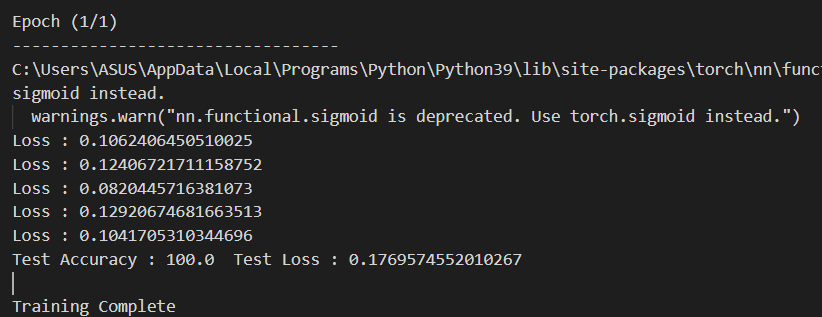 Epoch (1/1)
----------------------------------
C:\Users\ASUS\AppData\Local\Programs\Python\Python39\lib\site-packages\torch\nn\func
sigmoid instead.
  warnings.warn("nn.functional.sigmoid is deprecated. Use torch.sigmoid instead.")
Loss : 0.1062406450510025
Loss : 0.12406721711158752
Loss : 0.0820445716381073
Loss : 0.12920674681663513
Loss : 0.1041705310344696
Test Accuracy : 100.0  Test Loss : 0.1769574552010267
Training Complete